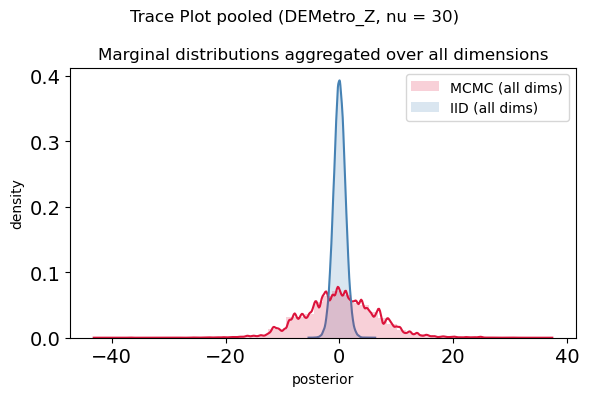 Trace Plot pooled (DEMetro_Z, nu = 30)
Marginal distributions aggregated over all dimensions
MCMC (all dims)
IID (all dims)
density
0.4
0.3
0.2
0.1
0.0
−40
−20
0
20
40
posterior